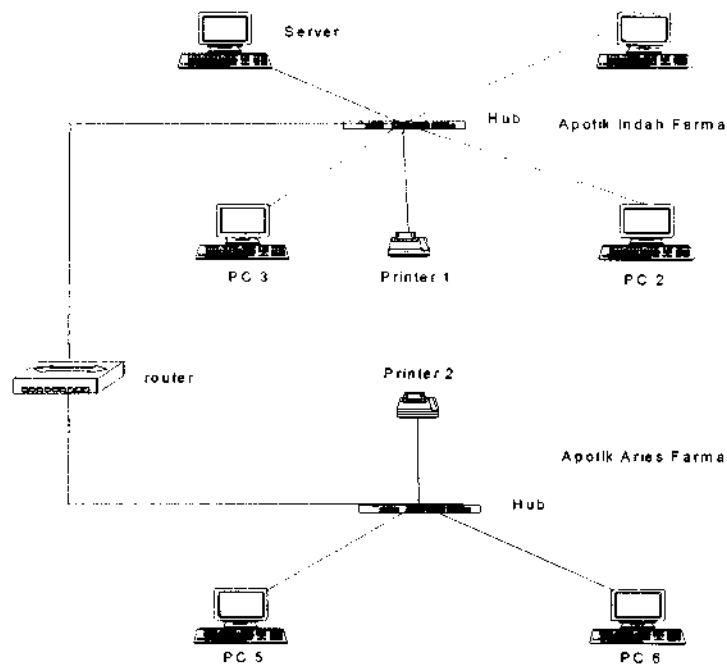 Server
Hub
Apotik Indah Farma
PC 3
Printer 1
PC 2
router
Printer 2
Apotik Aries Farma
Hub
PC 5
PC 6